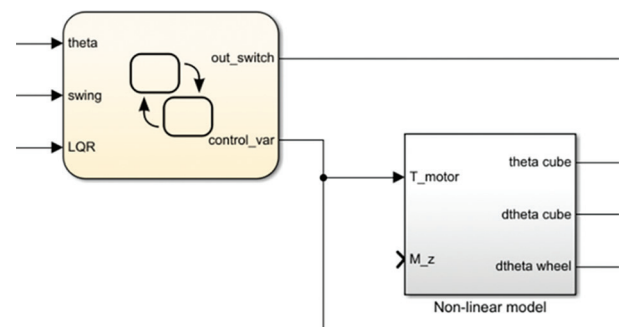 theta
swing
LQR
out_switch
control_var
T_motor
M_z
theta cube
dtheta cube
dtheta wheel
Non-linear model